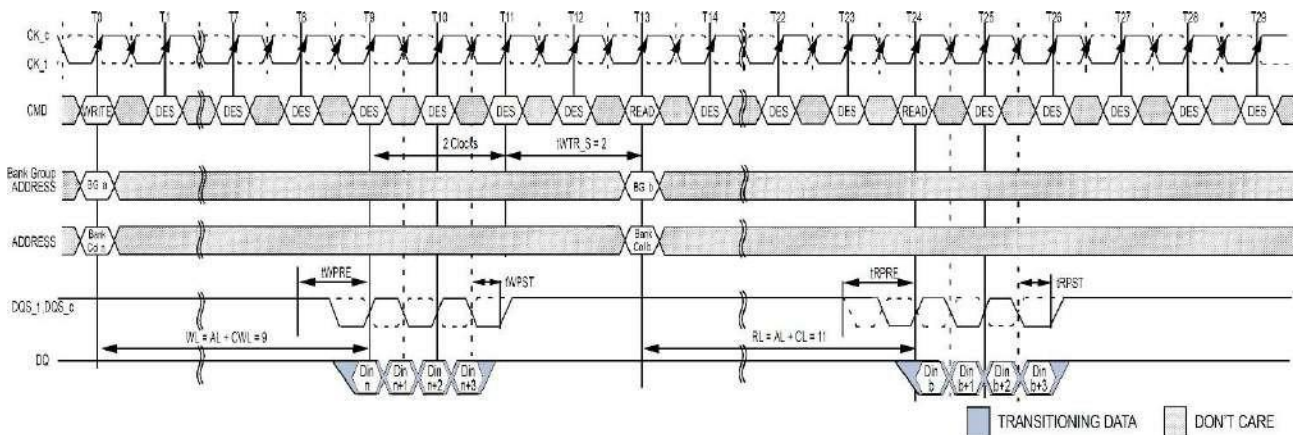 T0 T1 T7 T8 T9 T10 T11 T12 T13 T14 T22 T23 T24 T25 T26 T27 T28 T29
CK_c
CK_t
CMD WRITE DES DES DES DES DES DES DES READ DES DES DES READ DES DES DES DES DES
2 Clocks tWTR_S = 2
Bank Group
ADDRESS BG a BG b
ADDRESS Bank Col n Bank Col b
tWPRE tWPST tRPRE tRPST
DQS_t, DQS_c
WL = AL + CWL = 9 RL = AL + CL = 11
DQ Din n Din n+1 Din n+2 Din n+3 Din b Din b+1 Din b+2 Din b+3
TRANSITIONING DATA DON'T CARE